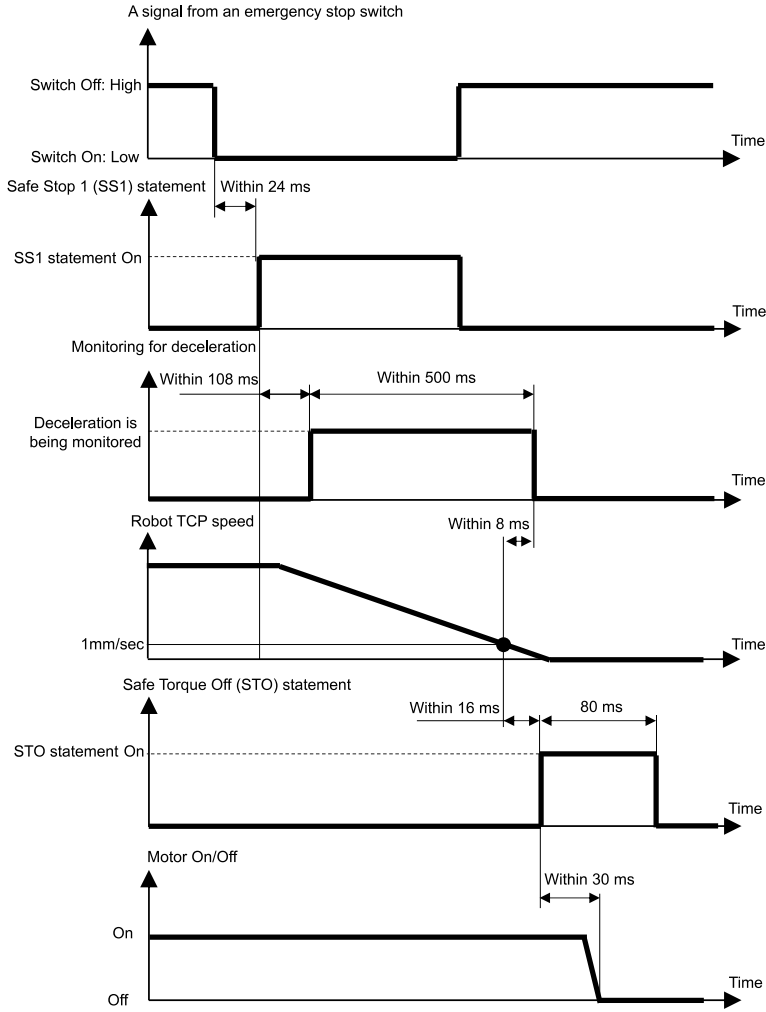 A signal from an emergency stop switch
Switch Off: High
Time
Switch On: Low
Safe Stop 1 (SS1) statement
Within 24 ms
SS1 statement On
Time
Monitoring for deceleration
Within 108 ms
Within 500 ms
Deceleration is
being monitored
Time
Robot TCP speed
Within 8 ms
1mm/sec
Time
Safe Torque Off (STO) statement
Within 16 ms
80 ms
STO statement On
Time
Motor On/Off
Within 30 ms
On
Time
Off